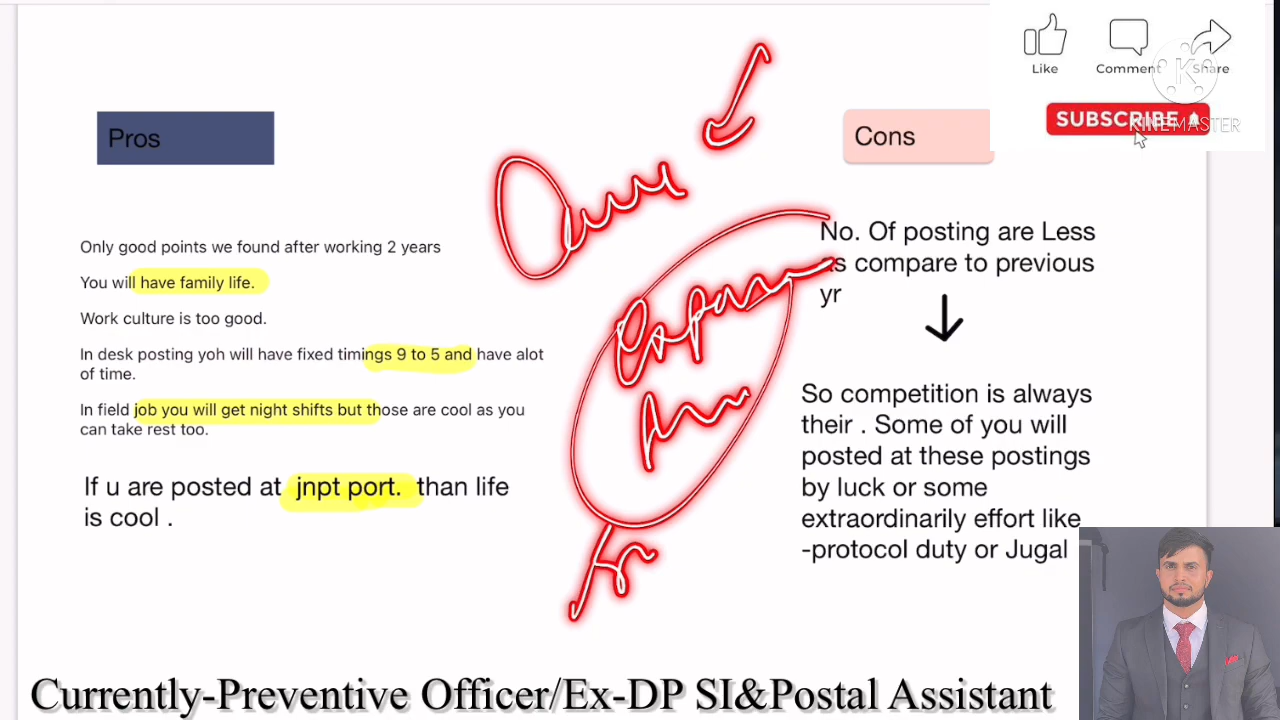 Like
Comment
Share
SUBSCRIBE
KINEMASTER
Pros
Only good points we found after working 2 years
You will have family life.
Work culture is too good.
In desk posting yoh will have fixed timings 9 to 5 and have alot
of time.
In field job you will get night shifts but those are cool as you
can take rest too.
If u are posted at jnpt port. than life
is cool .
Cons
No. Of posting are Less
as compare to previous
yr
So competition is always
their . Some of you will
posted at these postings
by luck or some
extraordinarily effort like
-protocol duty or Jugal
Currently-Preventive Officer/Ex-DP SI&Postal Assistant